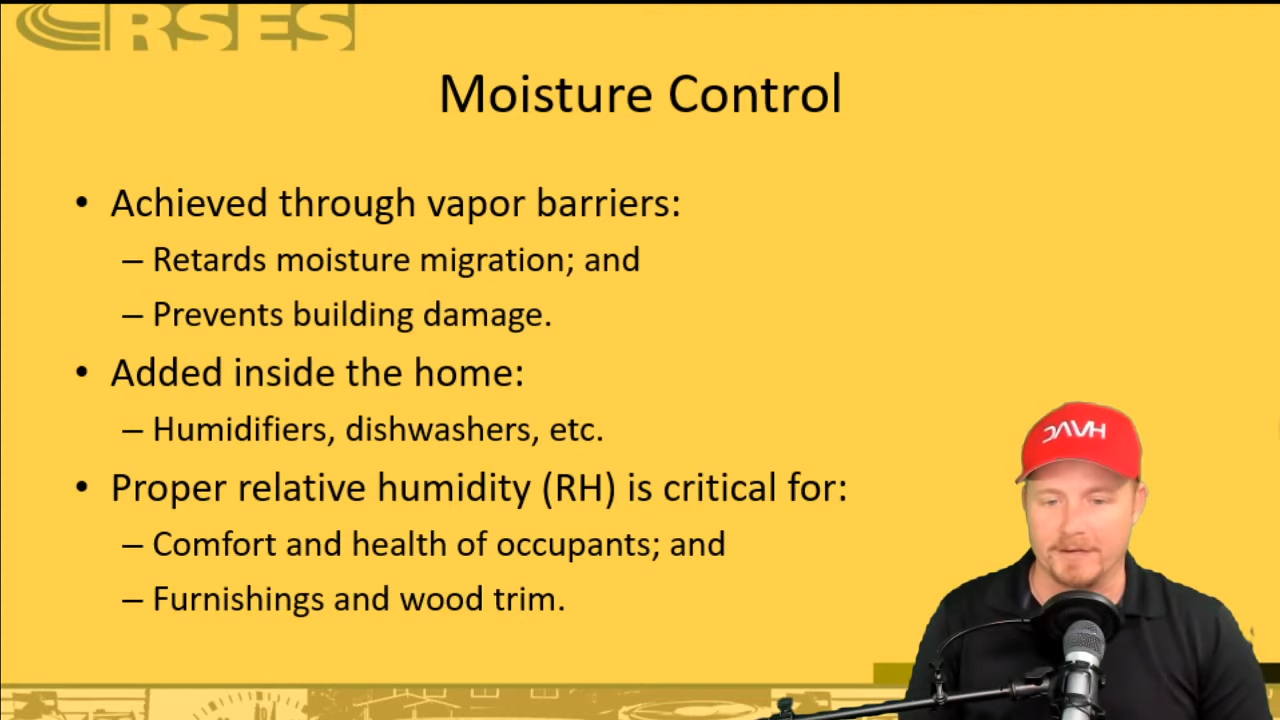 RSES
Moisture Control
• Achieved through vapor barriers:
– Retards moisture migration; and
– Prevents building damage.
• Added inside the home:
– Humidifiers, dishwashers, etc.
• Proper relative humidity (RH) is critical for:
– Comfort and health of occupants; and
– Furnishings and wood trim.